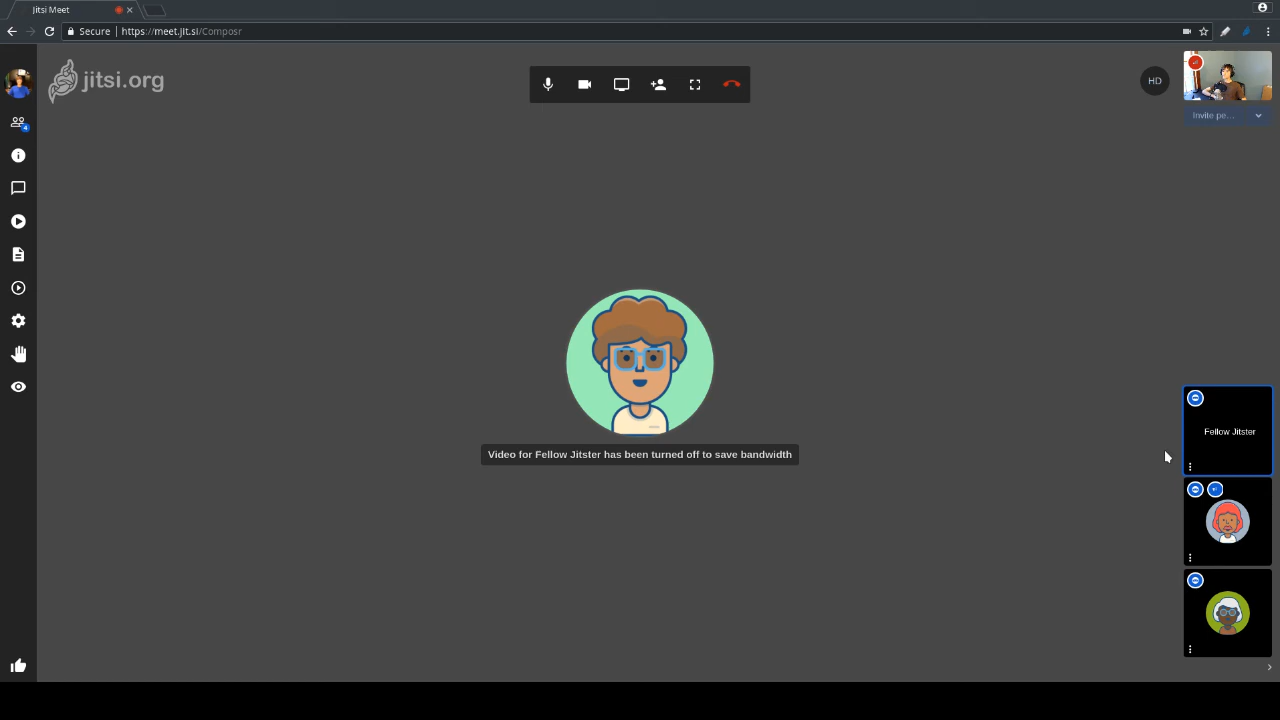 Jitsi Meet
Secure
https://meet.jit.si/Composr
jitsi.org
HD
Invite pe...
4
Fellow Jitster
Video for Fellow Jitster has been turned off to save bandwidth